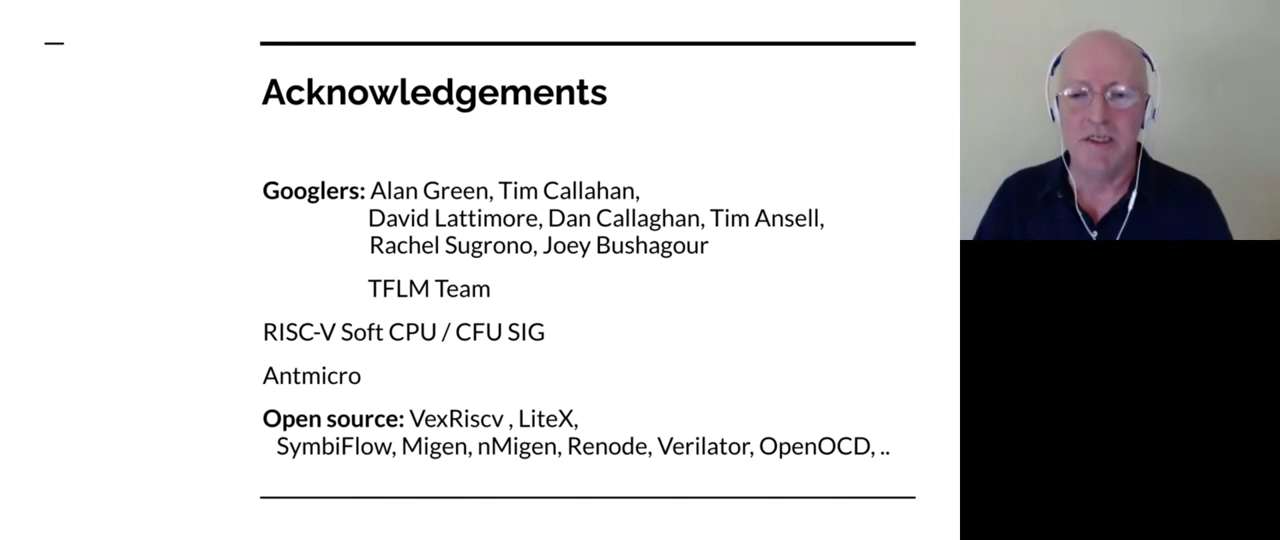 Acknowledgements
Googlers: Alan Green, Tim Callahan,
David Lattimore, Dan Callaghan, Tim Ansell,
Rachel Sugrono, Joey Bushagour
TFLM Team
RISC-V Soft CPU / CFU SIG
Antmicro
Open source: VexRiscv , LiteX,
SymbiFlow, Migen, nMigen, Renode, Verilator, OpenOCD, ..